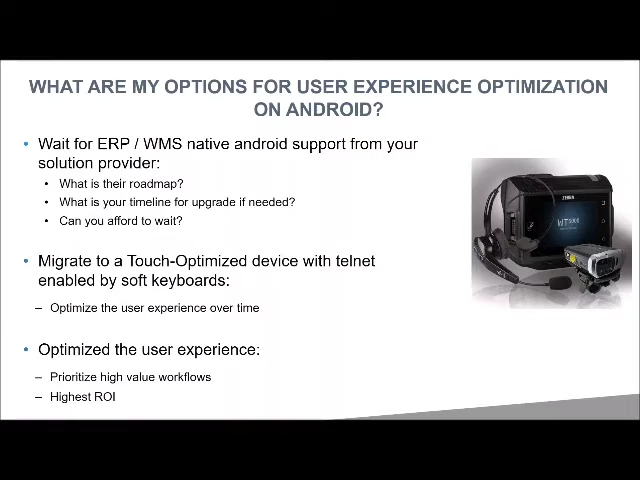 WHAT ARE MY OPTIONS FOR USER EXPERIENCE OPTIMIZATION
ON ANDROID?
• Wait for ERP / WMS native android support from your
solution provider:
• What is their roadmap?
• What is your timeline for upgrade if needed?
• Can you afford to wait?
• Migrate to a Touch-Optimized device with telnet
enabled by soft keyboards:
– Optimize the user experience over time
• Optimized the user experience:
– Prioritize high value workflows
– Highest ROI
ZEBRA
WT6000